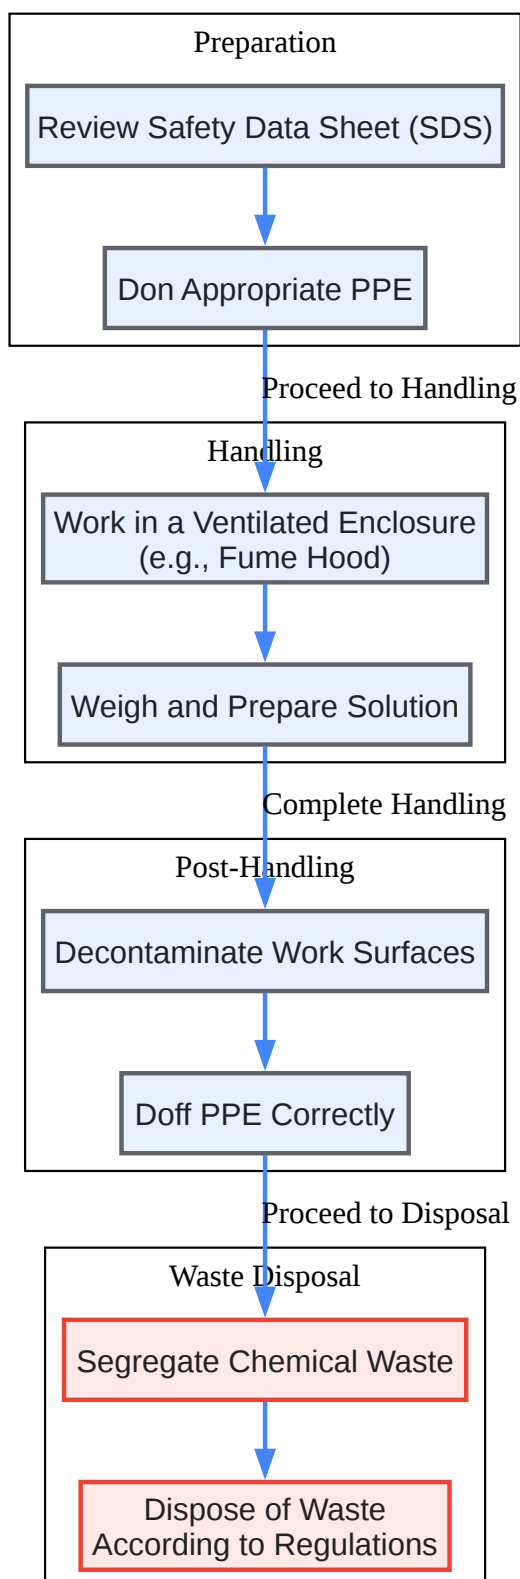 Preparation
Review Safety Data Sheet (SDS)
Don Appropriate PPE
Proceed to Handling
Handling
Work in a Ventilated Enclosure
(e.g., Fume Hood)
Weigh and Prepare Solution
Complete Handling
Post-Handling
Decontaminate Work Surfaces
Doff PPE Correctly
Proceed to Disposal
Waste Disposal
Segregate Chemical Waste
Dispose of Waste
According to Regulations